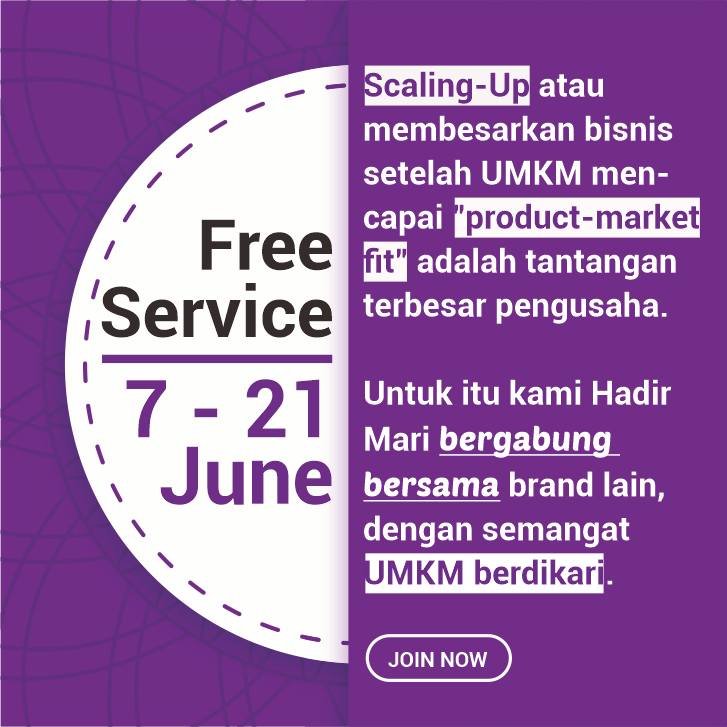 Free
Service
7 - 21
June
Scaling-Up atau
membesarkan bisnis
setelah UMKM men-
capai "product-market
fit" adalah tantangan
terbesar pengusaha.
Untuk itu kami Hadir
Mari bergabung
bersama brand lain,
dengan semangat
UMKM berdikari.
JOIN NOW